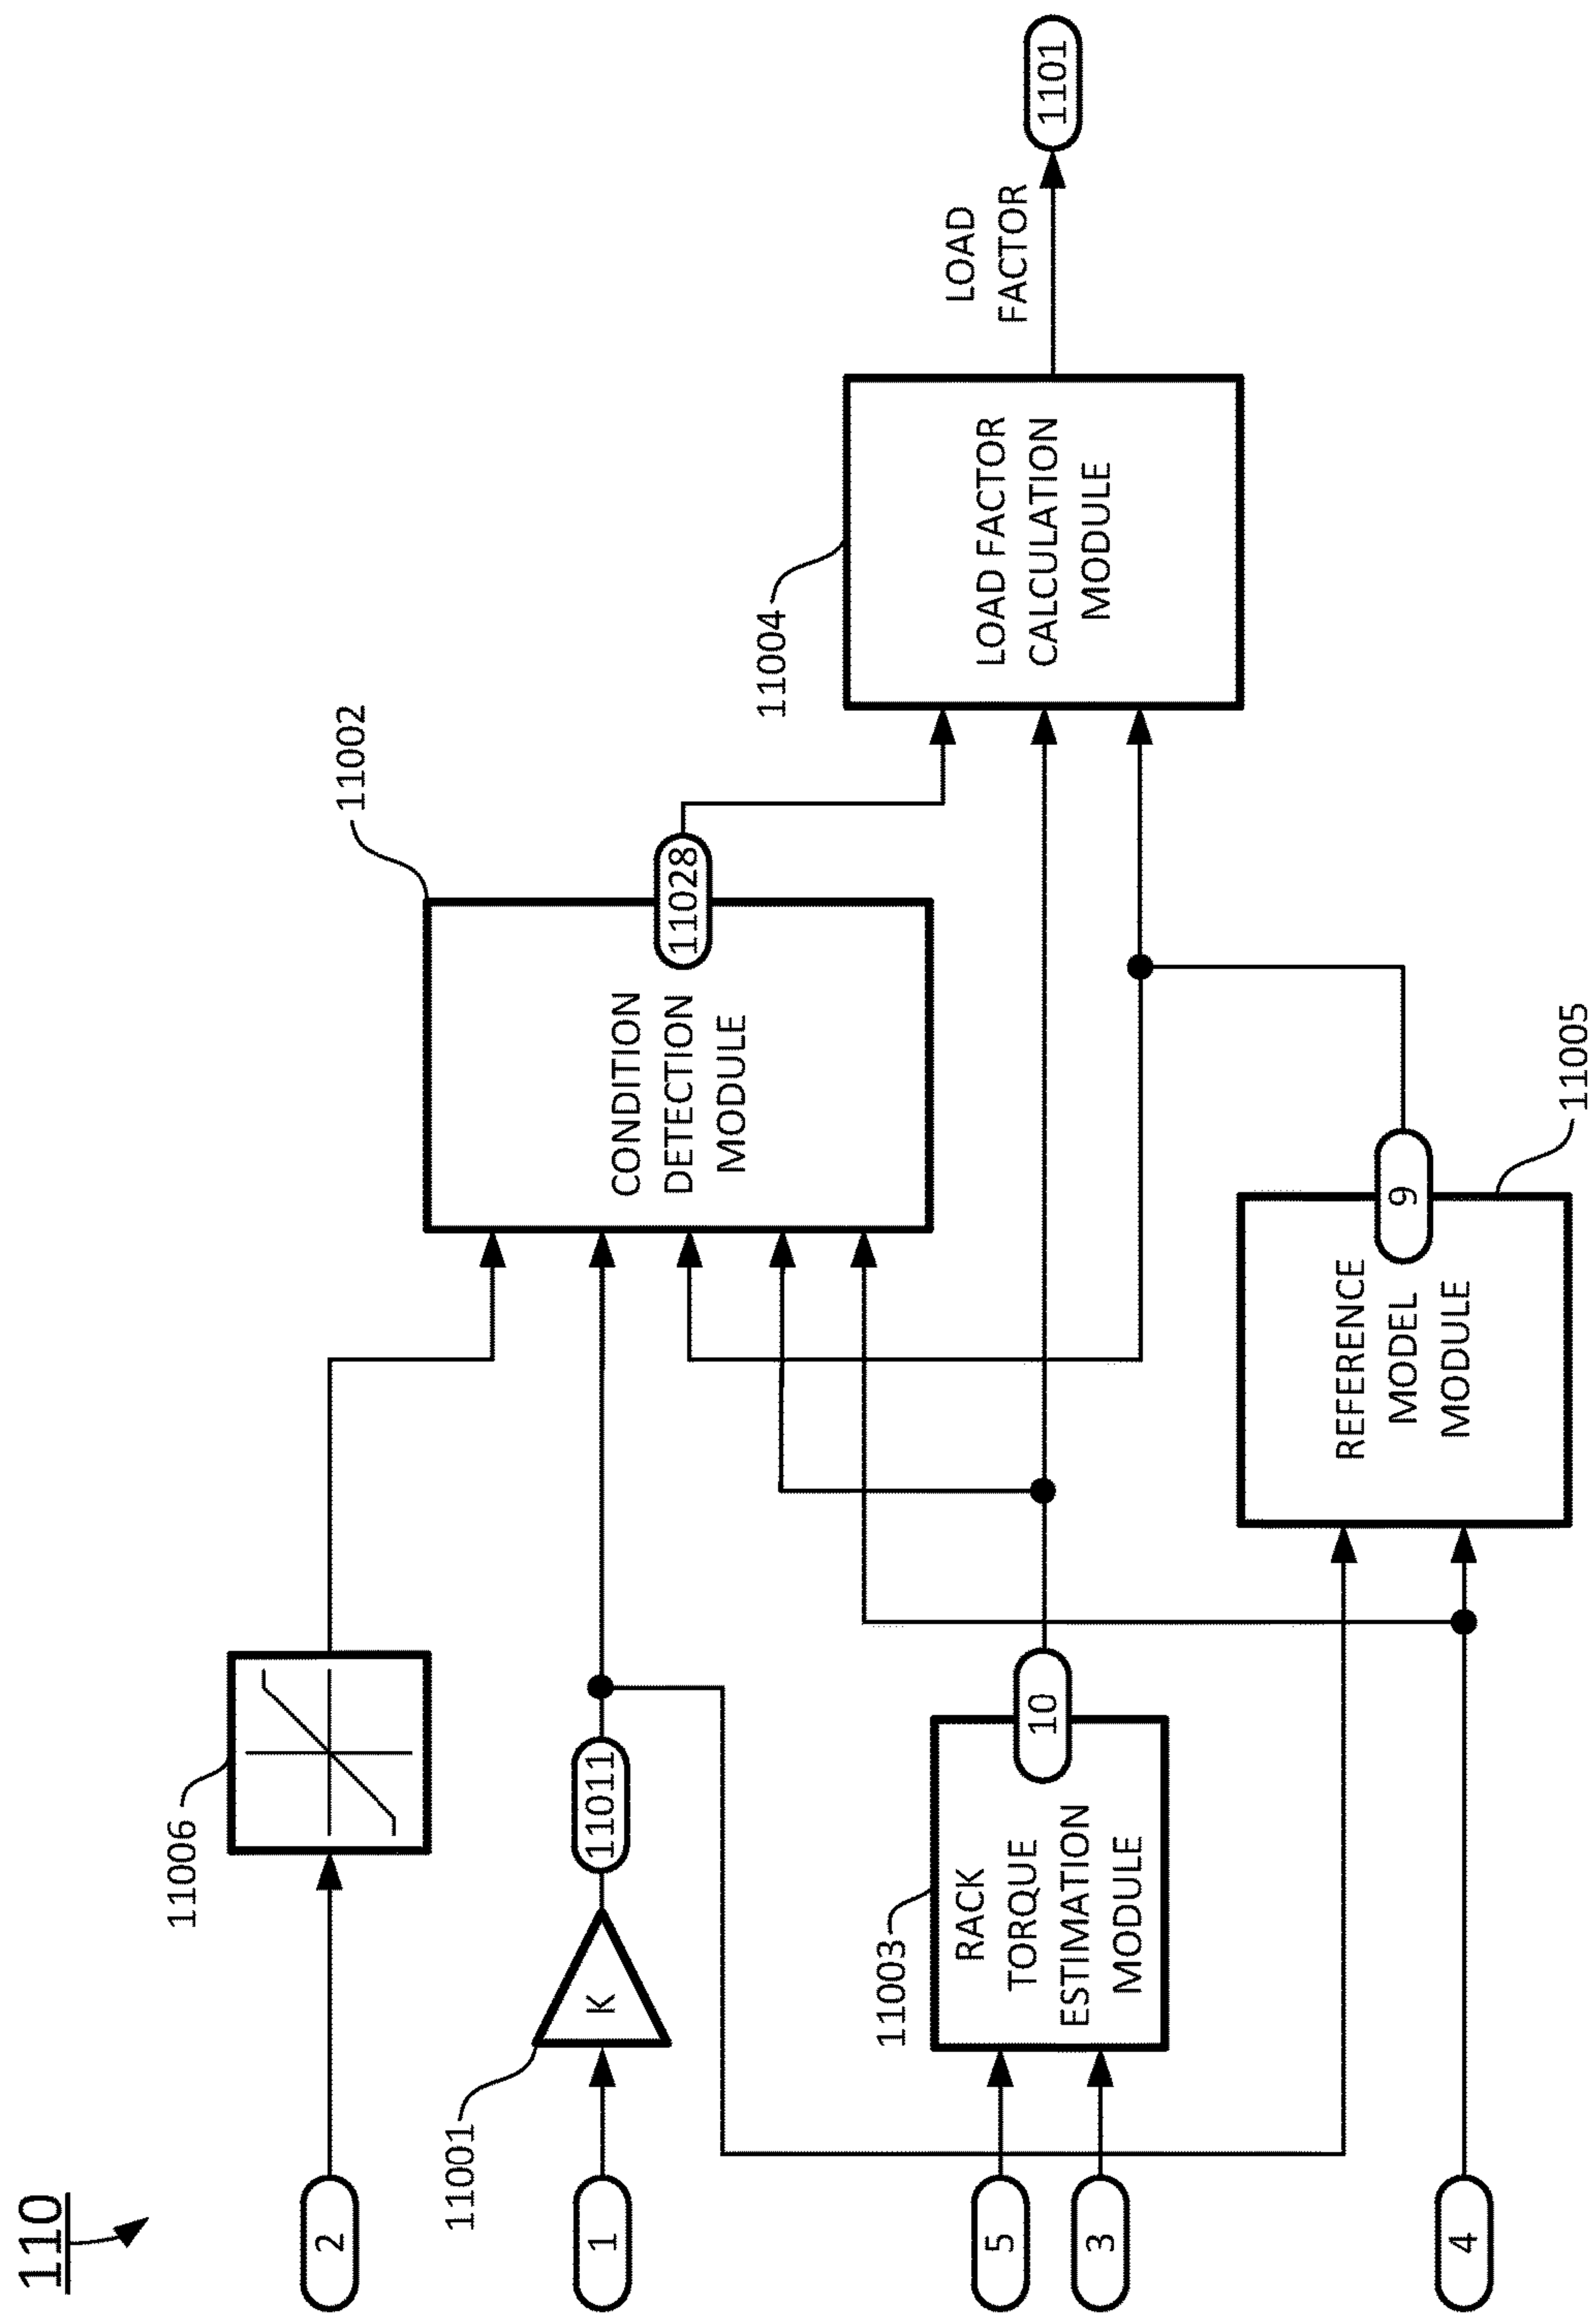 110
2
11006
1
11001
K
11011
5
3
11003
RACK
TORQUE
ESTIMATION
MODULE
10
4
11002
CONDITION
DETECTION
MODULE
11028
REFERENCE
MODEL
MODULE
9
11005
11004
LOAD FACTOR
CALCULATION
MODULE
LOAD
FACTOR
1101